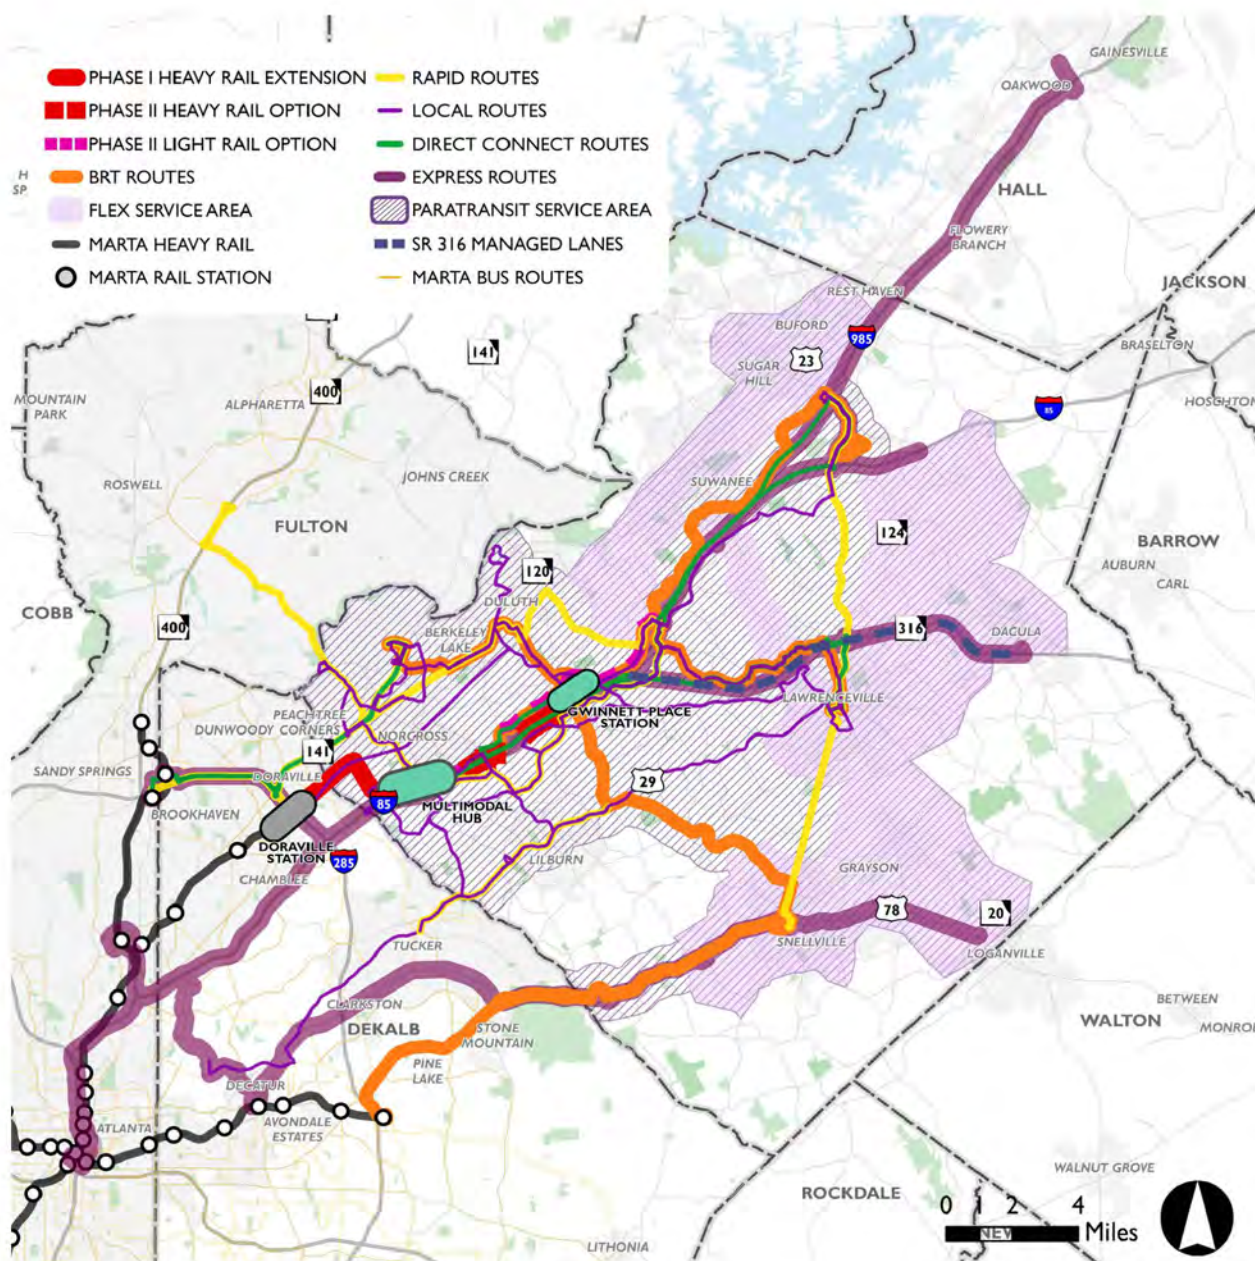 PHASE I HEAVY RAIL EXTENSION
PHASE II HEAVY RAIL OPTION
PHASE II LIGHT RAIL OPTION
BRT ROUTES
FLEX SERVICE AREA
MARTA HEAVY RAIL
MARTA RAIL STATION
RAPID ROUTES
LOCAL ROUTES
DIRECT CONNECT ROUTES
EXPRESS ROUTES
PARATRANSIT SERVICE AREA
SR 316 MANAGED LANES
MARTA BUS ROUTES
H
SP
GAINESVILLE
OAKWOOD
HALL
FLOWERY
BRANCH
REST HAVEN
JACKSON
BUFORD
985
BRASELTON
141
23
SUGAR
HILL
400
MOUNTAIN
PARK
ALPHARETTA
85
HOSCHTON
JOHNS CREEK
ROSWELL
SUWANEE
FULTON
124
BARROW
AUBURN
CARL
120
DULUTH
COBB
400
BERKELEY
LAKE
316
DACULA
LAWRENCEVILLE
GWINNETT PLACE
STATION
PEACHTREE
DUNWOODY CORNERS
NORCROSS
141
SANDY SPRINGS
DORAVILLE
29
85
MULTIMODAL
HUB
BROOKHAVEN
DORAVILLE
STATION
285
LILBURN
GRAYSON
CHAMBLEE
78
20
TUCKER
SNELLVILLE
LOGANVILLE
CLARKSTON
DEKALB
STONE
MOUNTAIN
BETWEEN
WALTON
MONRO
PINE
LAKE
DECATUR
ATLANTA
AVONDALE
ESTATES
WALNUT GROVE
ROCKDALE
0 1 2 4
NEW
Miles
LITHONIA